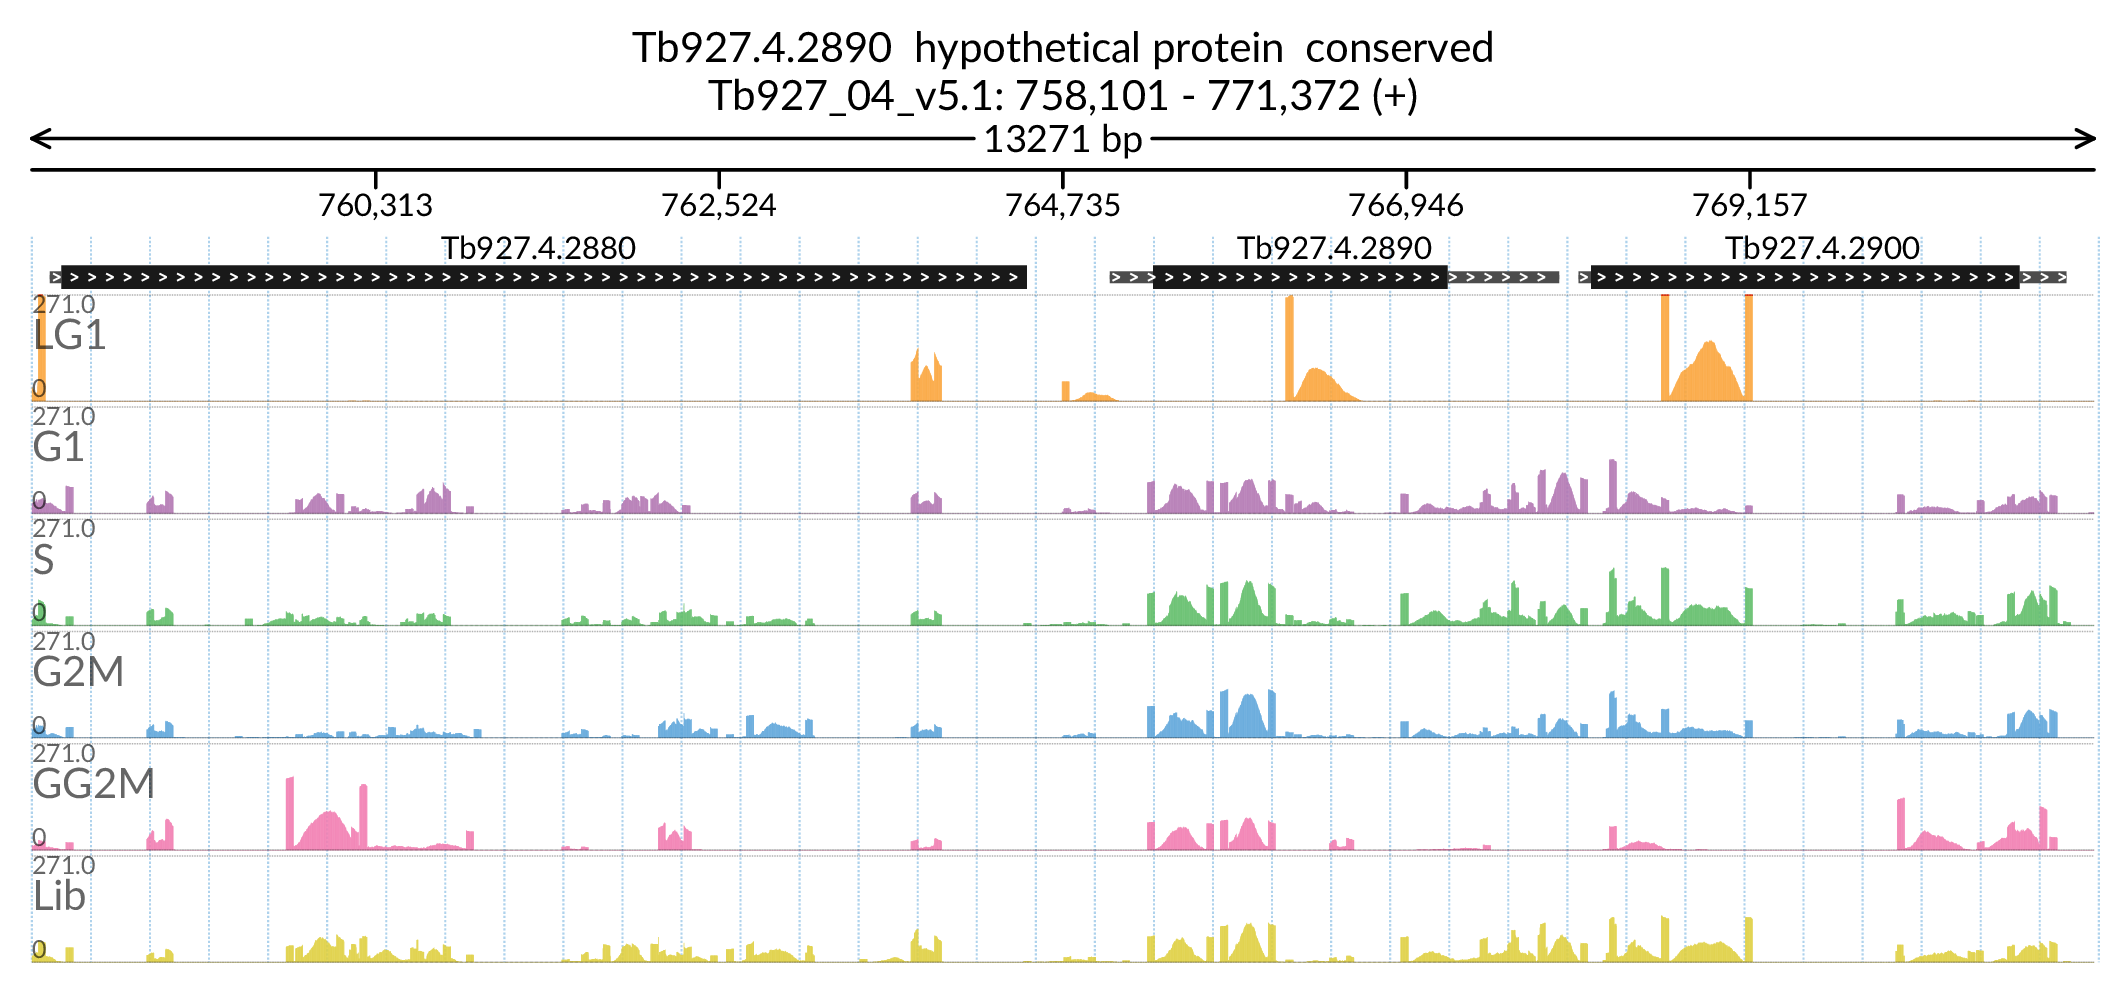 Tb927.4.2890  hypothetical protein  conserved
Tb927_04_v5.1: 758,101 - 771,372 (+)
13271 bp
760,313 762,524 764,735 766,946 769,157
Tb927.4.2880 Tb927.4.2890 Tb927.4.2900
271.0
LG1
0
271.0
G1
0
271.0
S
0
271.0
G2M
0
271.0
GG2M
0
271.0
Lib
0